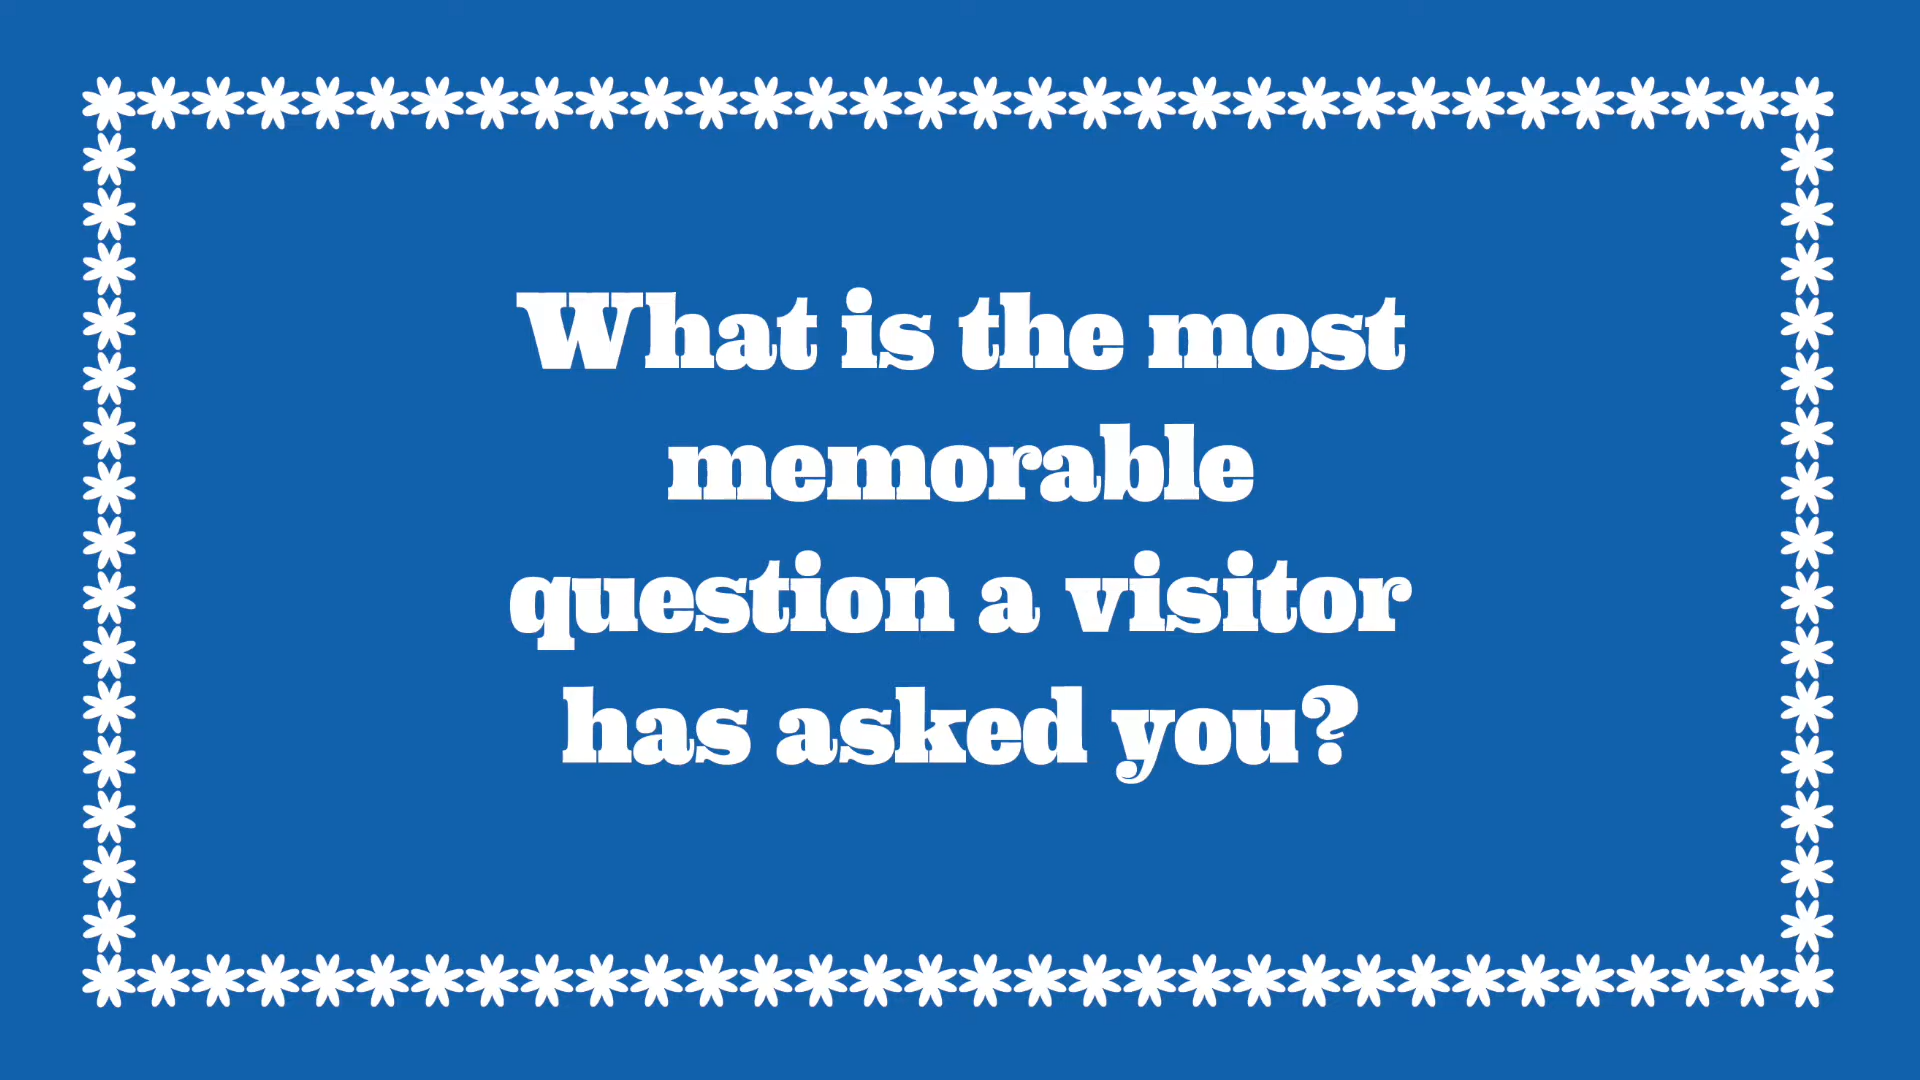 What is the most
memorable
question a visitor
has asked you?